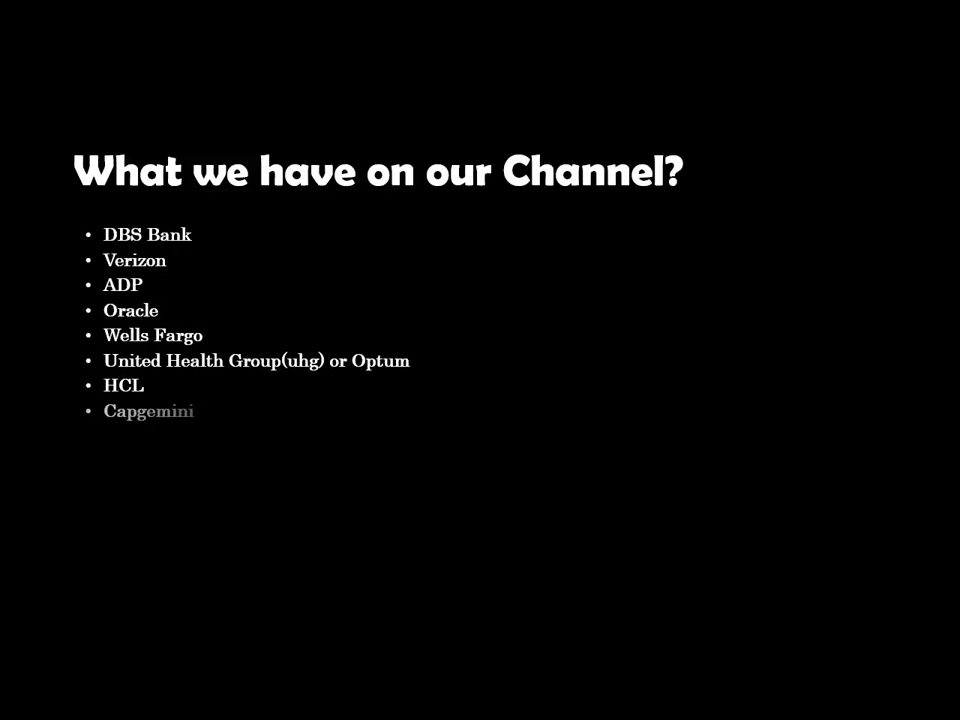 What we have on our Channel?
• DBS Bank
• Verizon
• ADP
• Oracle
• Wells Fargo
• United Health Group(uhg) or Optum
• HCL
• Capgemini